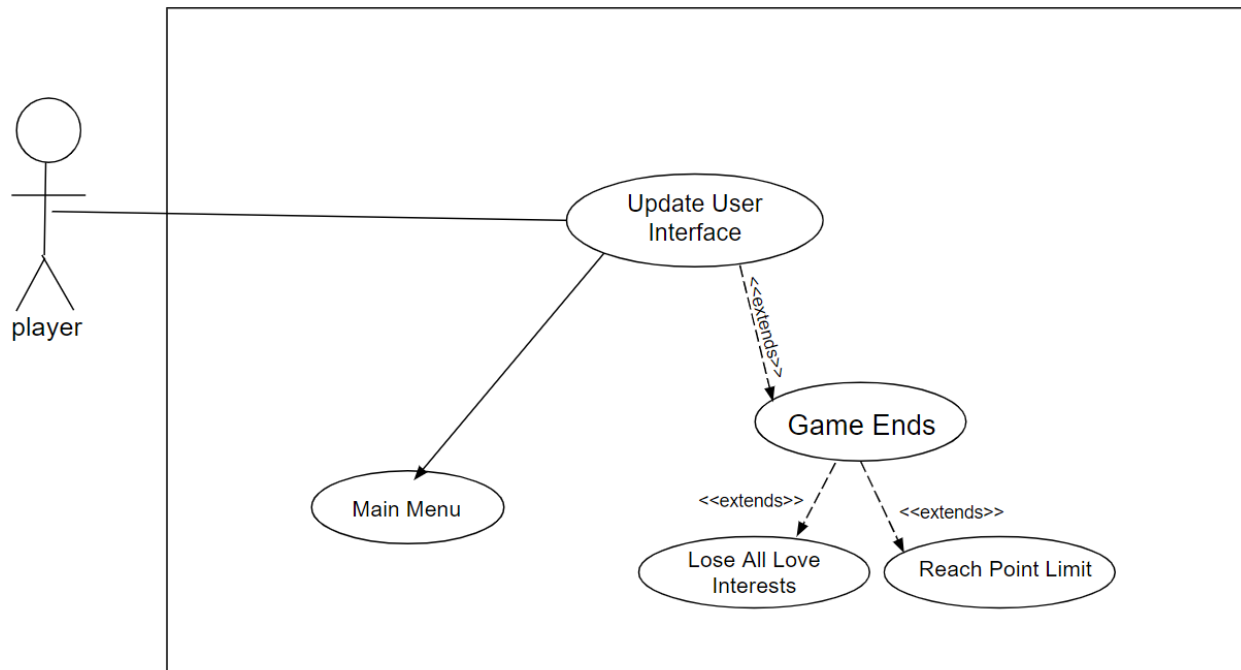 Update User
Interface
<<extends>>
player
Game Ends
Main Menu
<<extends>>
<<extends>>
Lose All Love
Interests
Reach Point Limit